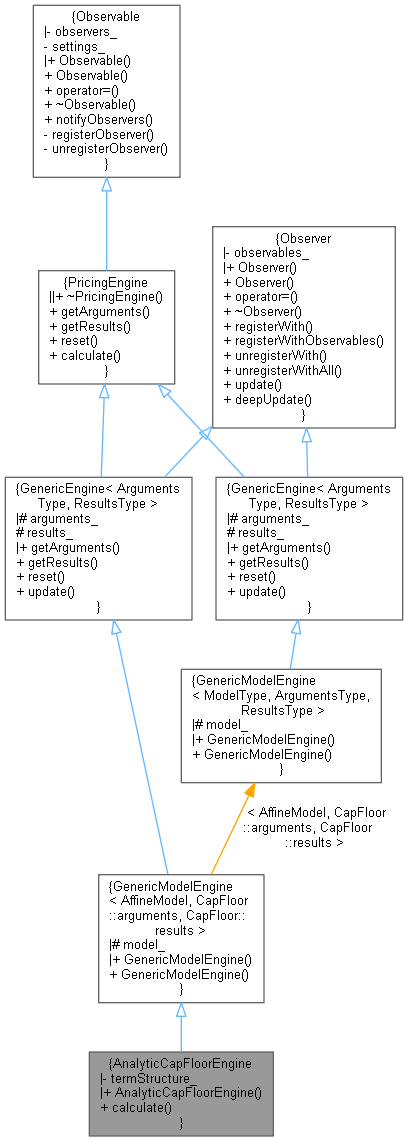 {Observable
|- observers_
- settings_
|+ Observable()
+ Observable()
+ operator=()
+ ~Observable()
+ notifyObservers()
- registerObserver()
- unregisterObserver()
}
{Observer
|- observables_
|+ Observer()
+ Observer()
+ operator=()
+ ~Observer()
+ registerWith()
+ registerWithObservables()
+ unregisterWith()
+ unregisterWithAll()
+ update()
+ deepUpdate()
}
{PricingEngine
||+ ~PricingEngine()
+ getArguments()
+ getResults()
+ reset()
+ calculate()
}
{GenericEngine< Arguments
Type, ResultsType >
|# arguments_
# results_
|+ getArguments()
+ getResults()
+ reset()
+ update()
}
{GenericEngine< Arguments
Type, ResultsType >
|# arguments_
# results_
|+ getArguments()
+ getResults()
+ reset()
+ update()
}
{GenericModelEngine
< ModelType, ArgumentsType,
ResultsType >
|# model_
|+ GenericModelEngine()
+ GenericModelEngine()
}
< AffineModel, CapFloor
::arguments, CapFloor
::results >
{GenericModelEngine
< AffineModel, CapFloor
::arguments, CapFloor::
results >
|# model_
|+ GenericModelEngine()
+ GenericModelEngine()
}
{AnalyticCapFloorEngine
|- termStructure_
|+ AnalyticCapFloorEngine()
+ calculate()
}